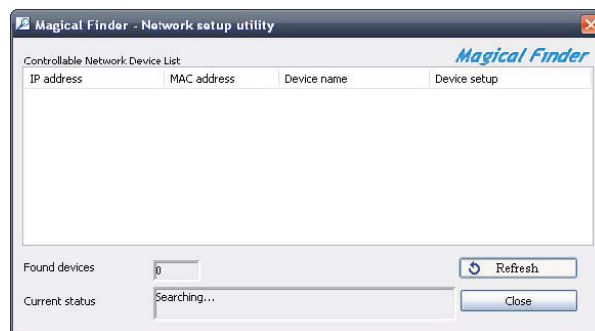 Magical Finder - Network setup utility
Controllable Network Device List
Magical Finder
IP address MAC address Device name Device setup
Found devices 0 Refresh
Current status Searching... Close